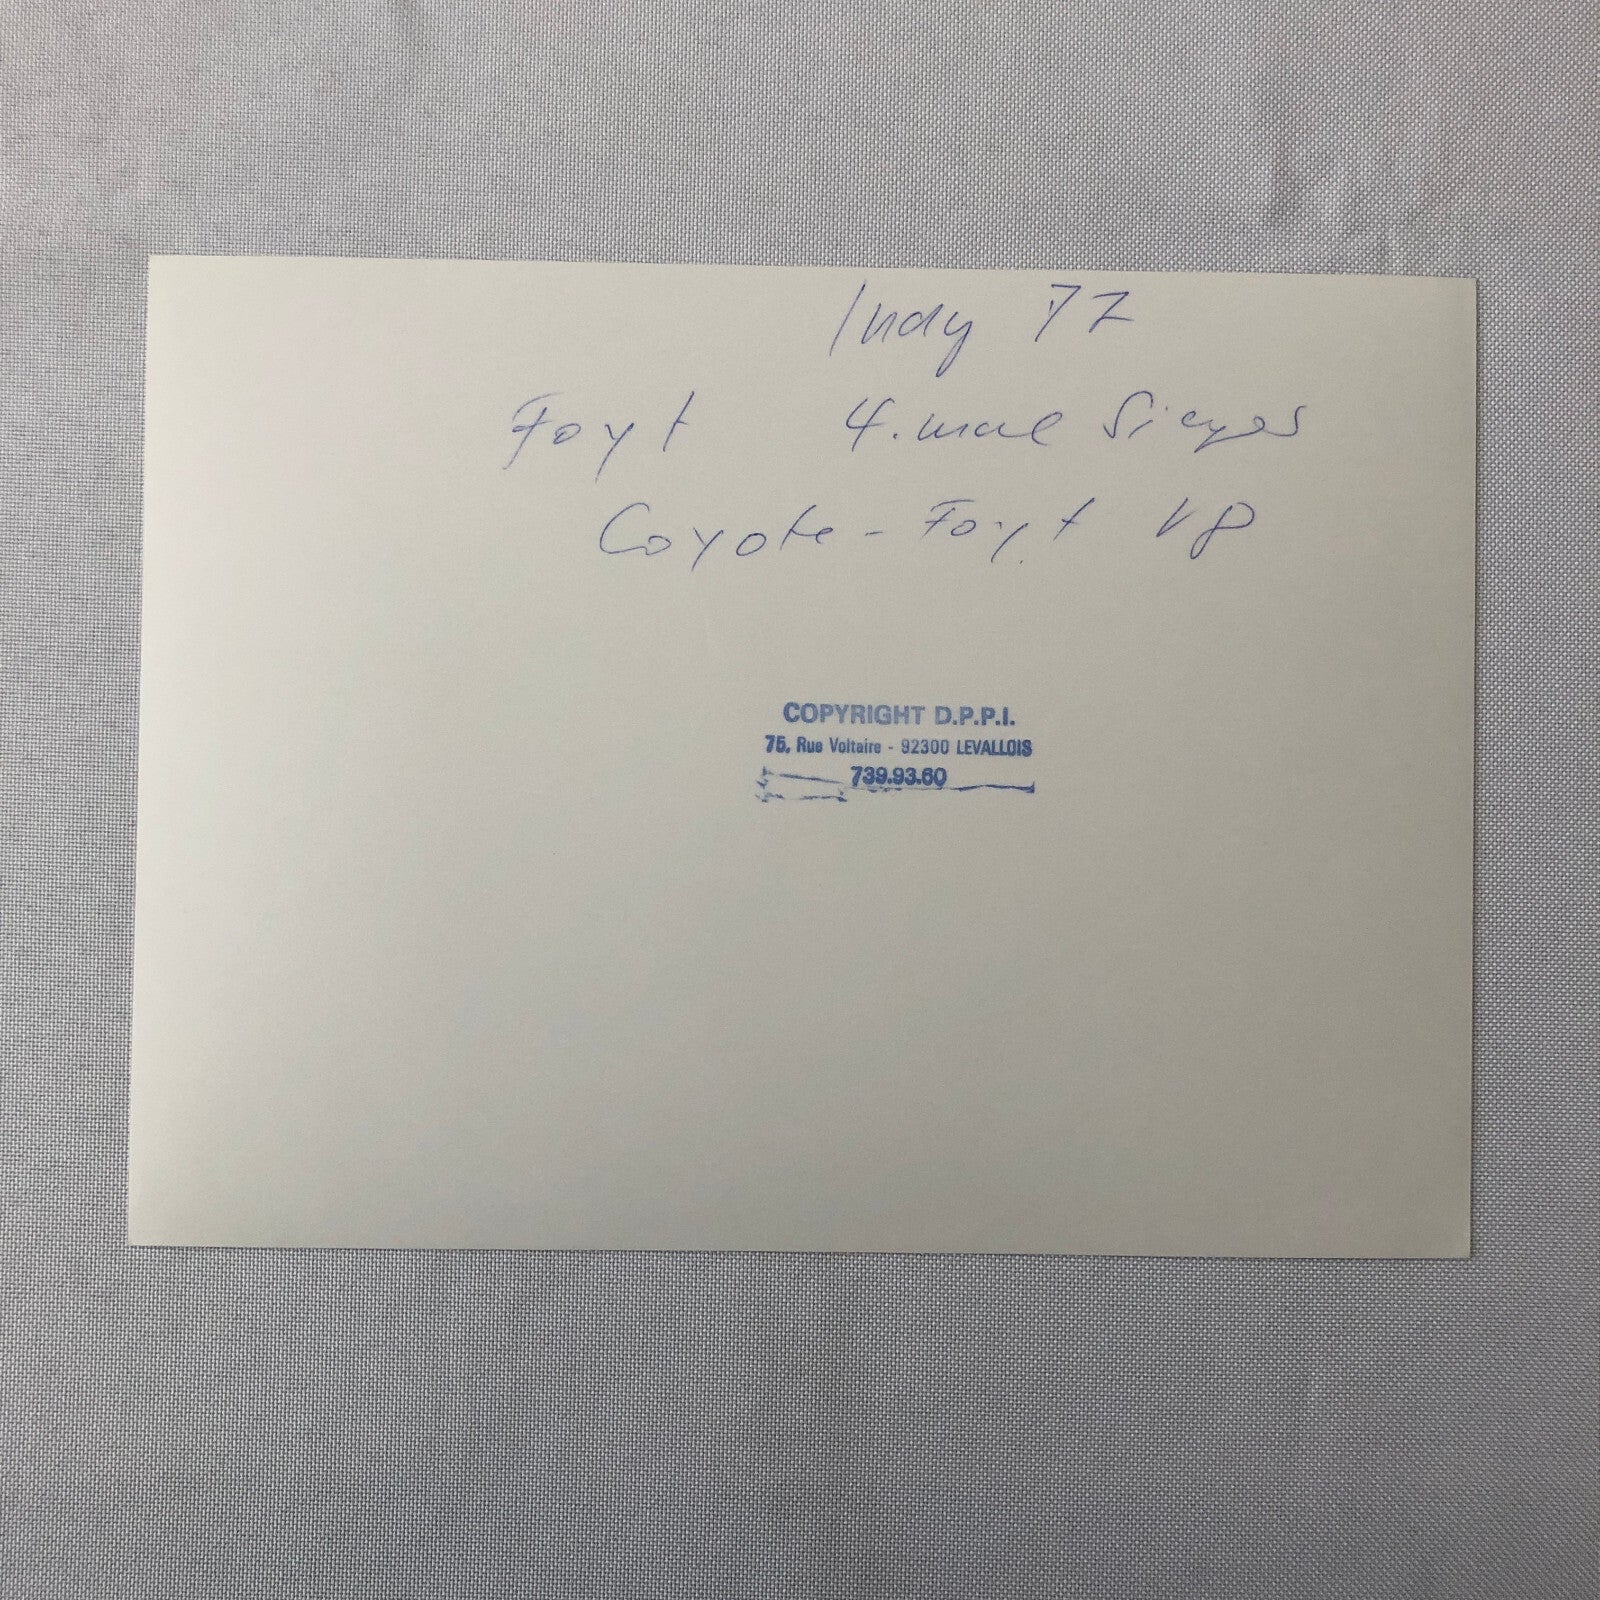 Indy 77
Foyt 4. mal Sieger
Coyote - Foyt V8
COPYRIGHT D.P.P.I.
75, Rue Voltaire - 92300 LEVALLOIS
739.93.60